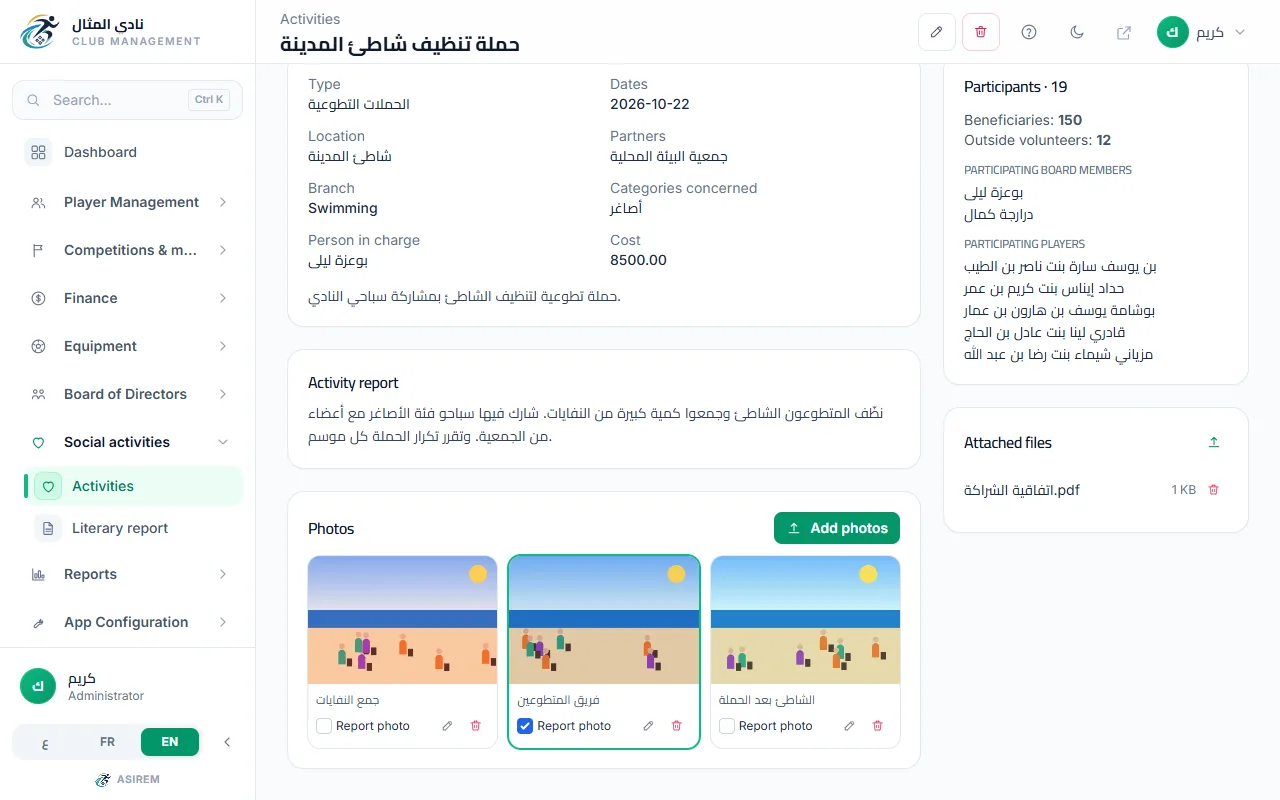 نادي المثال
CLUB MANAGEMENT
Search...
Ctrl K
Dashboard
Player Management
Competitions & m...
Finance
Equipment
Board of Directors
Social activities
Activities
Literary report
Reports
App Configuration
ك
كريم
Administrator
ع
FR
EN
ASIREM
Activities
حملة تنظيف شاطئ المدينة
ك
كريم
Type
الحملات التطوعية
Dates
2026-10-22
Location
شاطئ المدينة
Partners
جمعية البيئة المحلية
Branch
Swimming
Categories concerned
أصاغر
Person in charge
بوعزة ليلى
Cost
8500.00
حملة تطوعية لتنظيف الشاطئ بمشاركة سباحي النادي.
Activity report
نظّف المتطوعون الشاطئ وجمعوا كمية كبيرة من النفايات. شارك فيها سباحو فئة الأصاغر مع أعضاء
من الجمعية. وتقرر تكرار الحملة كل موسم.
Photos
Add photos
جمع النفايات
Report photo
فريق المتطوعين
Report photo
الشاطئ بعد الحملة
Report photo
Participants · 19
Beneficiaries: 150
Outside volunteers: 12
PARTICIPATING BOARD MEMBERS
بوعزة ليلى
درارجة كمال
PARTICIPATING PLAYERS
بن يوسف سارة بنت ناصر بن الطيب
حداد إيناس بنت كريم بن عمر
بوشامة يوسف بن هارون بن عمار
قادري لينا بنت عادل بن الحاج
مزياني شيماء بنت رضا بن عبد الله
Attached files
اتفاقية الشراكة.pdf
1 KB